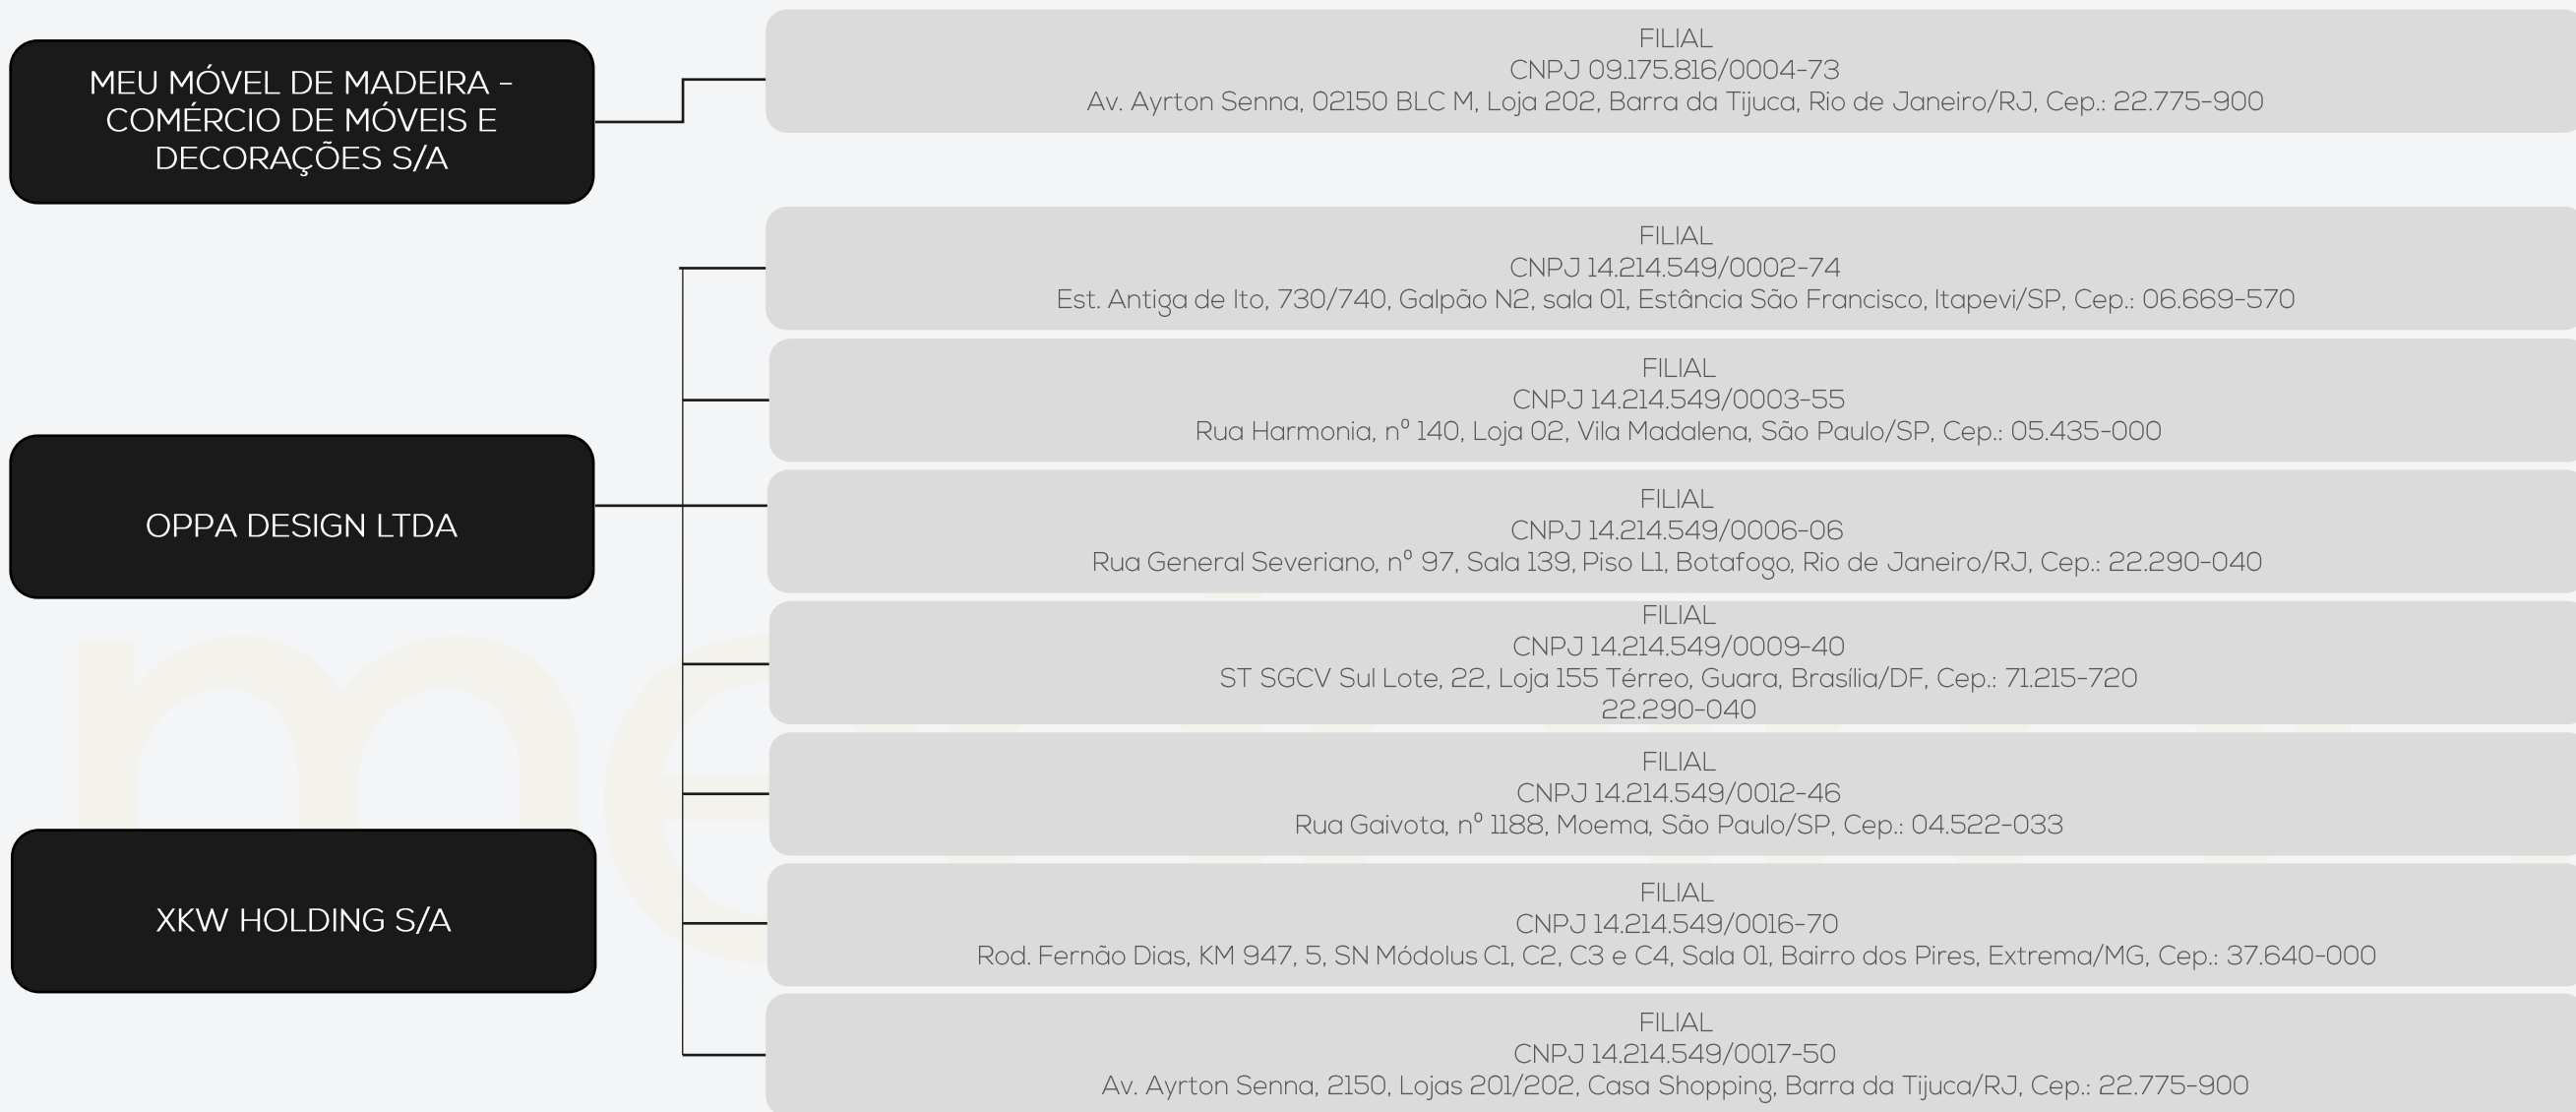 MEU MÓVEL DE MADEIRA –
COMÉRCIO DE MÓVEIS E
DECORAÇÕES S/A
FILIAL
CNPJ 09.175.816/0004-73
Av. Ayrton Senna, 02150 BLC M, Loja 202, Barra da Tijuca, Rio de Janeiro/RJ, Cep.: 22.775-900
OPPA DESIGN LTDA
FILIAL
CNPJ 14.214.549/0002-74
Est. Antiga de Ito, 730/740, Galpão N2, sala 01, Estância São Francisco, Itapevi/SP, Cep.: 06.669-570
FILIAL
CNPJ 14.214.549/0003-55
Rua Harmonia, nº 140, Loja 02, Vila Madalena, São Paulo/SP, Cep.: 05.435-000
FILIAL
CNPJ 14.214.549/0006-06
Rua General Severiano, nº 97, Sala 139, Piso L1, Botafogo, Rio de Janeiro/RJ, Cep.: 22.290-040
FILIAL
CNPJ 14.214.549/0009-40
ST SGCV Sul Lote, 22, Loja 155 Térreo, Guara, Brasília/DF, Cep.: 71.215-720
22.290-040
FILIAL
CNPJ 14.214.549/0012-46
Rua Gaivota, nº 1188, Moema, São Paulo/SP, Cep.: 04.522-033
FILIAL
CNPJ 14.214.549/0016-70
Rod. Fernão Dias, KM 947, 5, SN Módolus C1, C2, C3 e C4, Sala 01, Bairro dos Pires, Extrema/MG, Cep.: 37.640-000
FILIAL
CNPJ 14.214.549/0017-50
Av. Ayrton Senna, 2150, Lojas 201/202, Casa Shopping, Barra da Tijuca/RJ, Cep.: 22.775-900
XKW HOLDING S/A